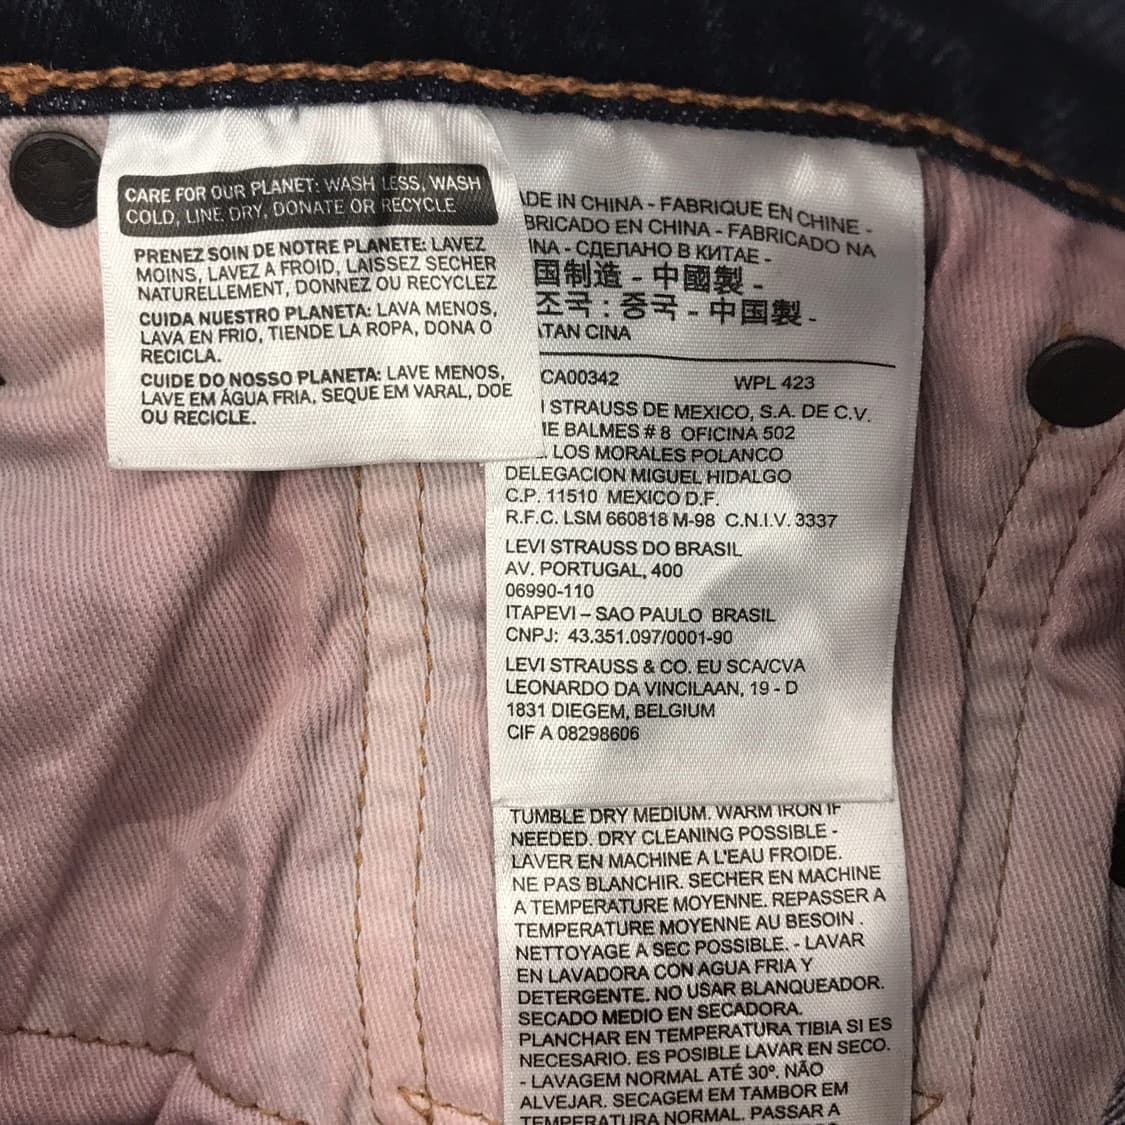 CARE FOR OUR PLANET: WASH LESS, WASH
COLD, LINE DRY, DONATE OR RECYCLE
PRENEZ SOIN DE NOTRE PLANETE: LAVEZ
MOINS, LAVEZ A FROID, LAISSEZ SECHER
NATURELLEMENT, DONNEZ OU RECYCLEZ
CUIDA NUESTRO PLANETA: LAVA MENOS,
LAVA EN FRIO, TIENDE LA ROPA, DONA O
RECICLA.
CUIDE DO NOSSO PLANETA: LAVE MENOS,
LAVE EM ÁGUA FRIA, SEQUE EM VARAL, DOE
OU RECICLE.
ADE IN CHINA - FABRIQUE EN CHINE -
BRICADO EN CHINA - FABRICADO NA
INA - СДЕЛАНО В КИТАЕ -
国制造 - 中國製 -
조국 : 중국 - 中国製 -
ATAN CINA
CA00342 WPL 423
I STRAUSS DE MEXICO, S.A. DE C.V.
ME BALMES # 8 OFICINA 502
. LOS MORALES POLANCO
DELEGACION MIGUEL HIDALGO
C.P. 11510 MEXICO D.F.
R.F.C. LSM 660818 M-98 C.N.I.V. 3337
LEVI STRAUSS DO BRASIL
AV. PORTUGAL, 400
06990-110
ITAPEVI – SAO PAULO BRASIL
CNPJ: 43.351.097/0001-90
LEVI STRAUSS & CO. EU SCA/CVA
LEONARDO DA VINCILAAN, 19 - D
1831 DIEGEM, BELGIUM
CIF A 08298606
TUMBLE DRY MEDIUM. WARM IRON IF
NEEDED. DRY CLEANING POSSIBLE -
LAVER EN MACHINE A L'EAU FROIDE.
NE PAS BLANCHIR. SECHER EN MACHINE
A TEMPERATURE MOYENNE. REPASSER A
TEMPERATURE MOYENNE AU BESOIN .
NETTOYAGE A SEC POSSIBLE. - LAVAR
EN LAVADORA CON AGUA FRIA Y
DETERGENTE. NO USAR BLANQUEADOR.
SECADO MEDIO EN SECADORA.
PLANCHAR EN TEMPERATURA TIBIA SI ES
NECESARIO. ES POSIBLE LAVAR EN SECO.
- LAVAGEM NORMAL ATÉ 30º. NÃO
ALVEJAR. SECAGEM EM TAMBOR EM
TEMPERATURA NORMAL. PASSAR A